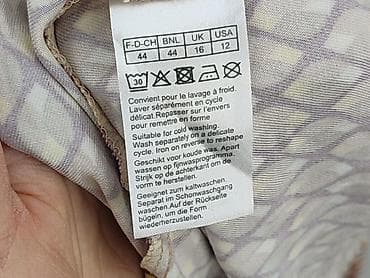 F-D-CH BNL UK USA
44 44 16 12
30
Convient pour le lavage à froid.
Laver séparément en cycle
délicat.Repasser sur l'envers
pour remettre en forme
Suitable for cold washing.
Wash separately on a delicate
cycle. Iron on reverse to reshape
Geschikt voor koude was. Apart
wassen op fijnwasprogramma.
Strijk op de achterkant om de
vorm te herstellen.
Geeignet zum kaltwaschen.
Separat im Schonwaschgang
waschen.Auf der Rückseite
bügeln, um die Form
wiederherzustellen.